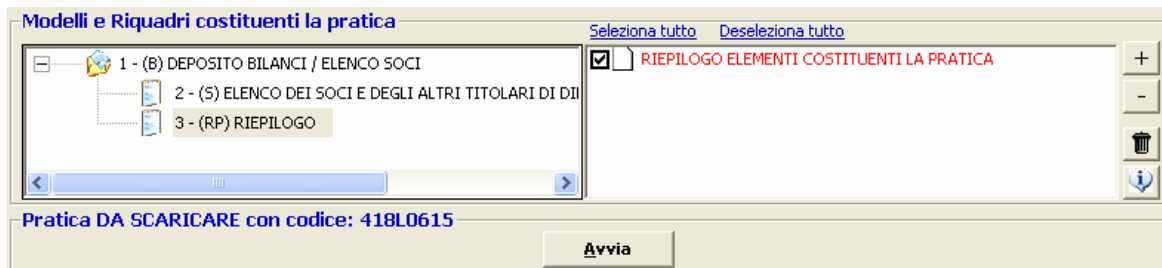 Modelli e Riquadri costituenti la pratica
Seleziona tutto Deseleziona tutto
1 - (B) DEPOSITO BILANCI / ELENCO SOCI
2 - (S) ELENCO DEI SOCI E DEGLI ALTRI TITOLARI DI DI
3 - (RP) RIEPILOGO
RIEPILOGO ELEMENTI COSTITUENTI LA PRATICA
+
-
Pratica DA SCARICARE con codice: 418L0615
Avvia